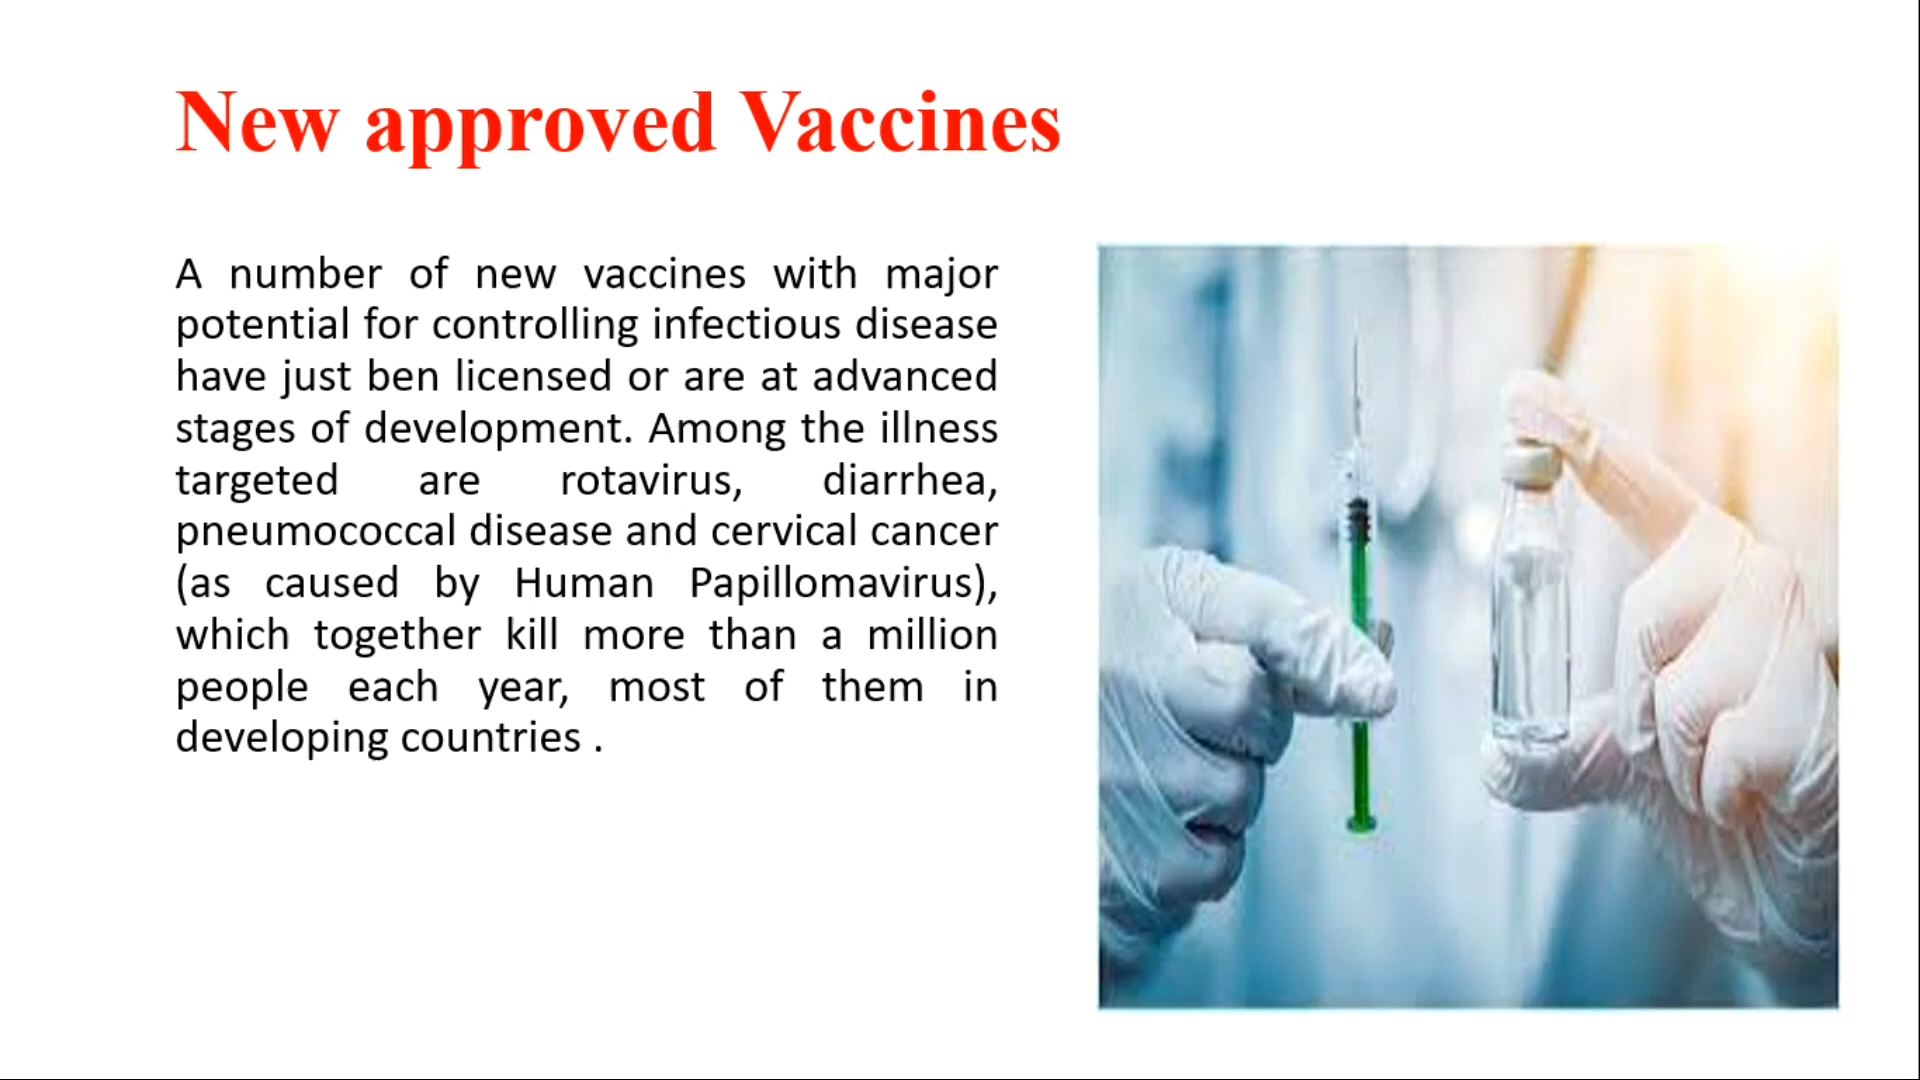 New approved Vaccines
A number of new vaccines with major
potential for controlling infectious disease
have just ben licensed or are at advanced
stages of development. Among the illness
targeted are rotavirus, diarrhea,
pneumococcal disease and cervical cancer
(as caused by Human Papillomavirus),
which together kill more than a million
people each year, most of them in
developing countries .